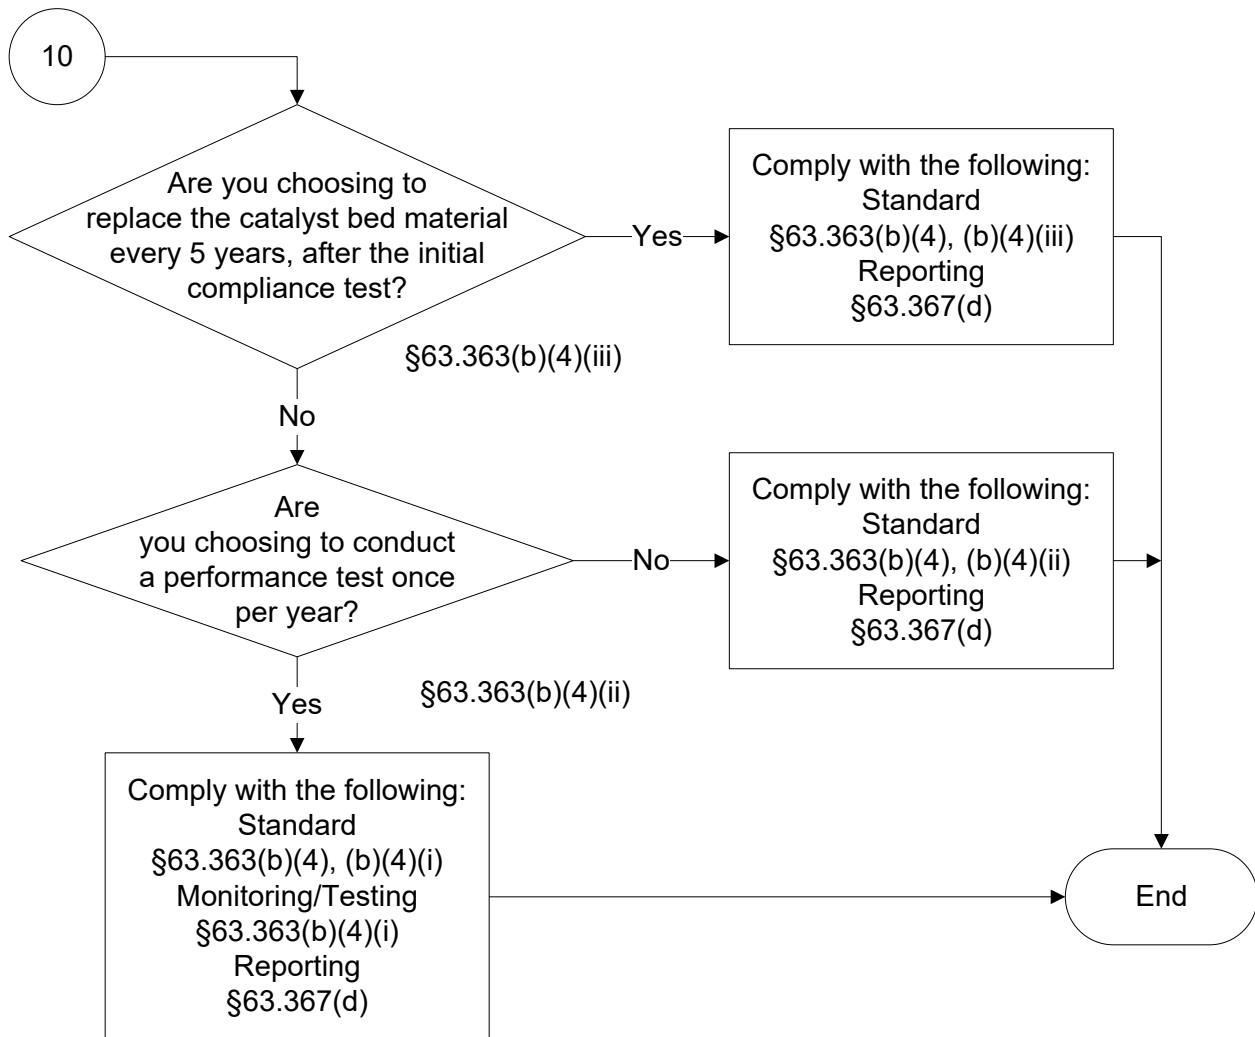 10
Are you choosing to
replace the catalyst bed material
every 5 years, after the initial
compliance test?
Yes
Comply with the following:
Standard
§63.363(b)(4), (b)(4)(iii)
Reporting
§63.367(d)
§63.363(b)(4)(iii)
No
Are
you choosing to conduct
a performance test once
per year?
No
Comply with the following:
Standard
§63.363(b)(4), (b)(4)(ii)
Reporting
§63.367(d)
§63.363(b)(4)(ii)
Yes
Comply with the following:
Standard
§63.363(b)(4), (b)(4)(i)
Monitoring/Testing
§63.363(b)(4)(i)
Reporting
§63.367(d)
End